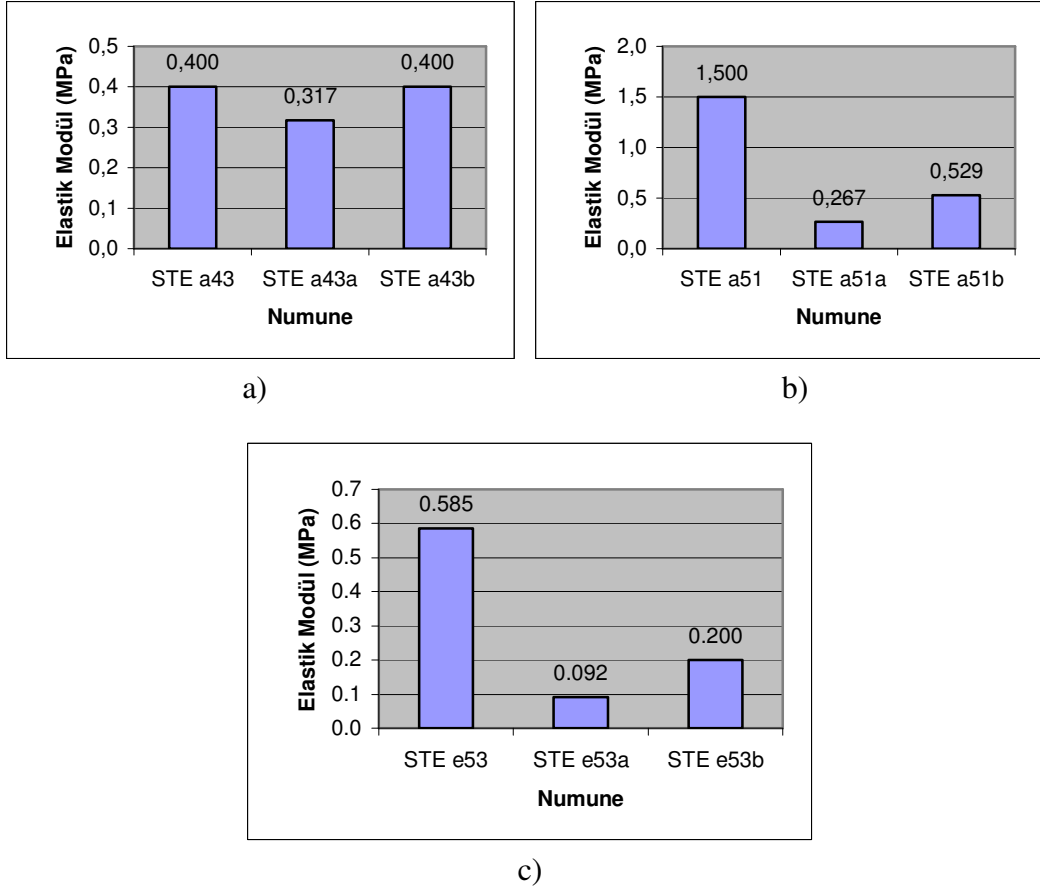 Elastik Modül (MPa)
0,5
0,4
0,3
0,2
0,1
0,0
0,400
0,317
0,400
STE a43 STE a43a STE a43b
Numune
a)
Elastik Modül (MPa)
2,0
1,5
1,0
0,5
0,0
1,500
0,267
0,529
STE a51 STE a51a STE a51b
Numune
b)
Elastik Modül (MPa)
0.7
0.6
0.5
0.4
0.3
0.2
0.1
0.0
0.585
0.092
0.200
STE e53 STE e53a STE e53b
Numune
c)